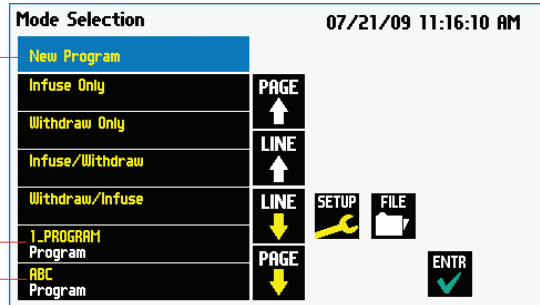 Mode Selection 07/21/09 11:16:10 AM
New Program
Infuse Only
PAGE
Withdraw Only
LINE
Infuse/Withdraw
Withdraw/Infuse
LINE
SETUP
FILE
1_PROGRAM
Program
PAGE
ENTR
ABC
Program